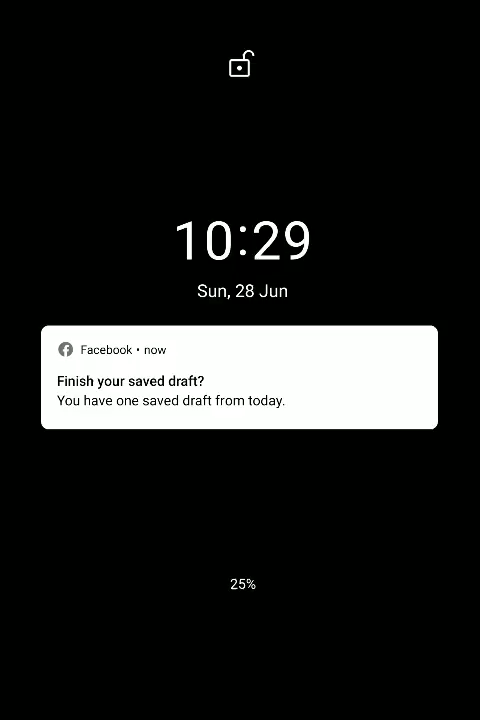 10:29
Sun, 28 Jun
Facebook • now
Finish your saved draft?
You have one saved draft from today.
25%